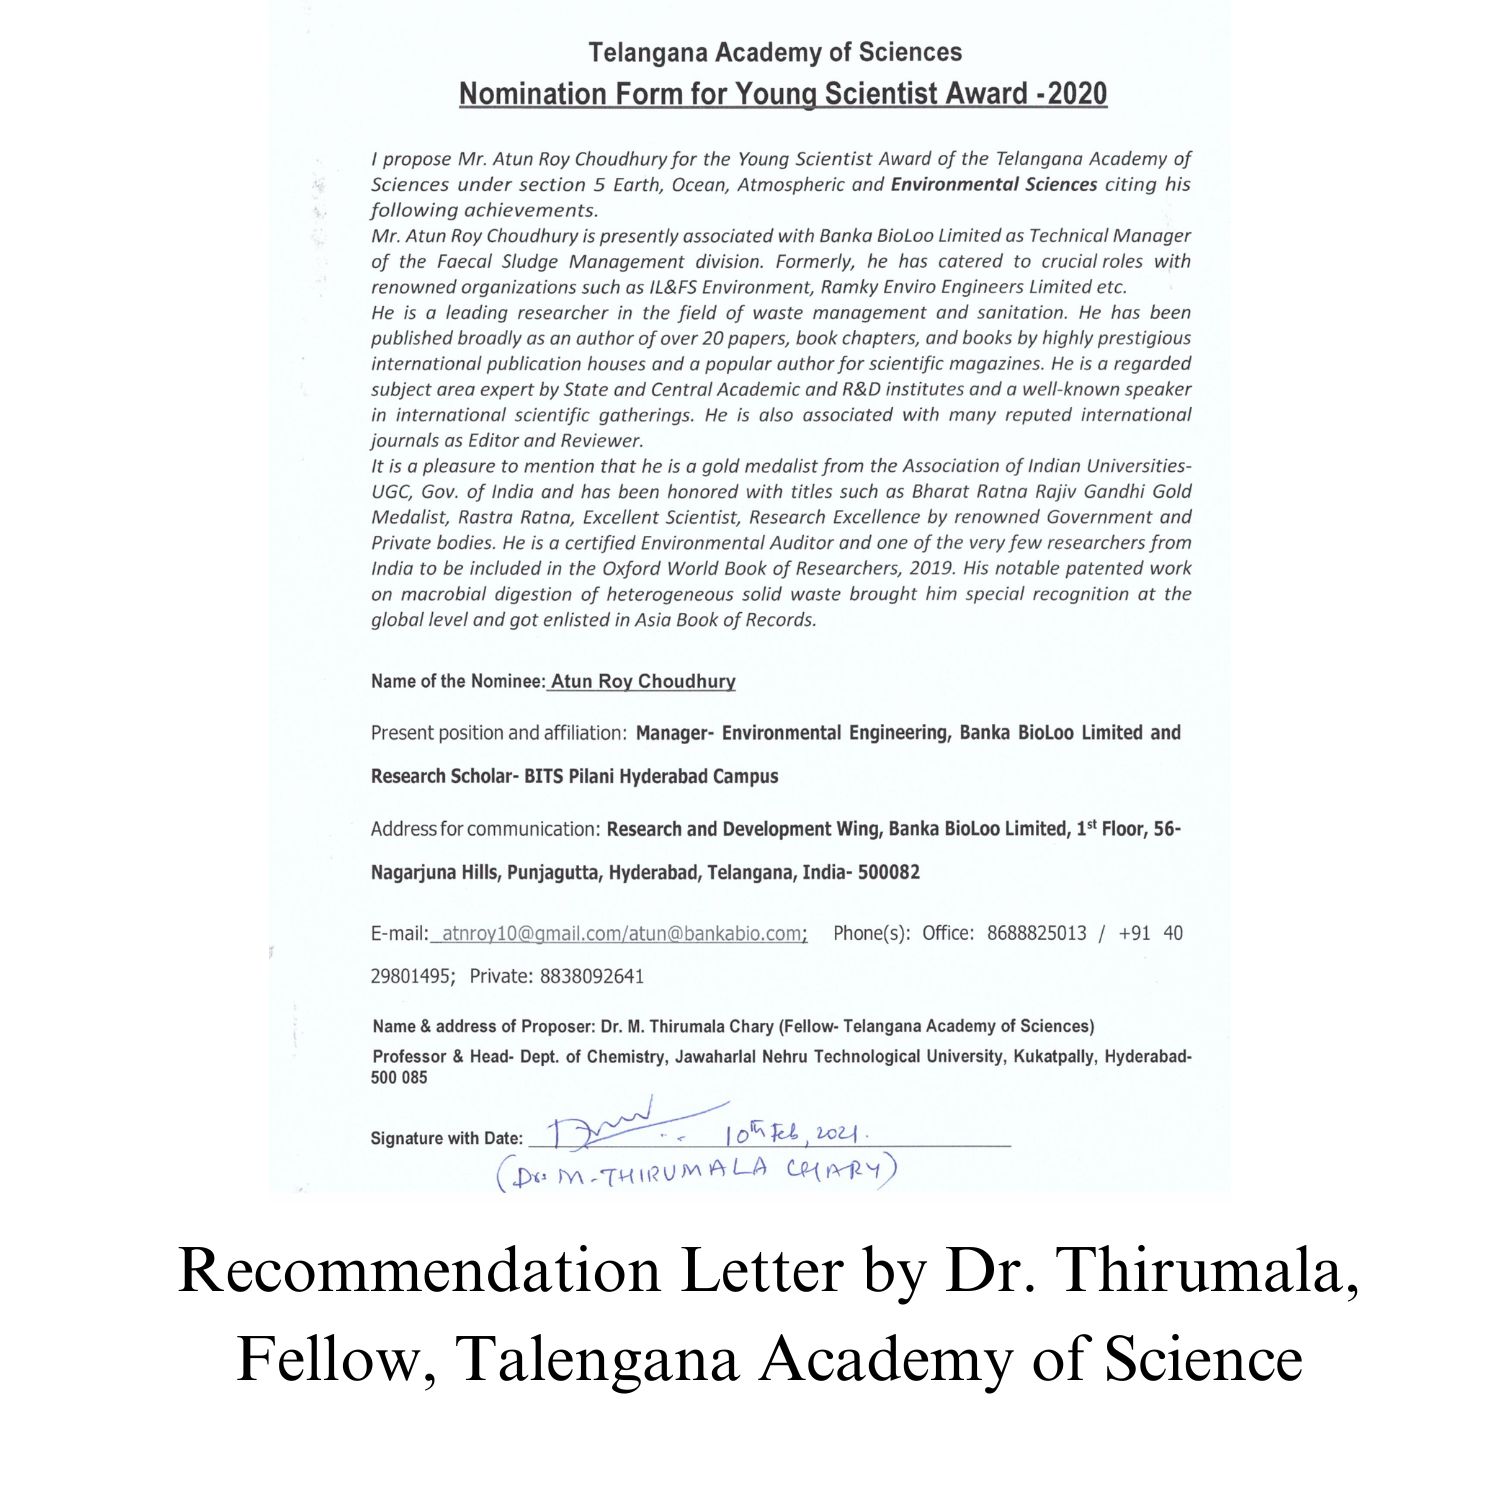 Telangana Academy of Sciences
Nomination Form for Young Scientist Award -2020
I propose Mr. Atun Roy Choudhury for the Young Scientist Award of the Telangana Academy of
Sciences under section 5 Earth, Ocean, Atmospheric and Environmental Sciences citing his
following achievements.
Mr. Atun Roy Choudhury is presently associated with Banka BioLoo Limited as Technical Manager
of the Faecal Sludge Management division. Formerly, he has catered to crucial roles with
renowned organizations such as IL&FS Environment, Ramky Enviro Engineers Limited etc.
He is a leading researcher in the field of waste management and sanitation. He has been
published broadly as an author of over 20 papers, book chapters, and books by highly prestigious
international publication houses and a popular author for scientific magazines. He is a regarded
subject area expert by State and Central Academic and R&D institutes and a well-known speaker
in international scientific gatherings. He is also associated with many reputed international
journals as Editor and Reviewer.
It is a pleasure to mention that he is a gold medalist from the Association of Indian Universities-
UGC, Gov. of India and has been honored with titles such as Bharat Ratna Rajiv Gandhi Gold
Medalist, Rastra Ratna, Excellent Scientist, Research Excellence by renowned Government and
Private bodies. He is a certified Environmental Auditor and one of the very few researchers from
India to be included in the Oxford World Book of Researchers, 2019. His notable patented work
on macrobial digestion of heterogeneous solid waste brought him special recognition at the
global level and got enlisted in Asia Book of Records.
Name of the Nominee: Atun Roy Choudhury
Present position and affiliation: Manager- Environmental Engineering, Banka BioLoo Limited and
Research Scholar- BITS Pilani Hyderabad Campus
Address for communication: Research and Development Wing, Banka BioLoo Limited, 1st Floor, 56-
Nagarjuna Hills, Punjagutta, Hyderabad, Telangana, India- 500082
E-mail: atnroy10@gmail.com/atun@bankabio.com; Phone(s): Office: 8688825013 / +91 40
29801495; Private: 8838092641
Name & address of Proposer: Dr. M. Thirumala Chary (Fellow- Telangana Academy of Sciences)
Professor & Head- Dept. of Chemistry, Jawaharlal Nehru Technological University, Kukatpally, Hyderabad-
500 085
Signature with Date: 10th Feb, 2021.
(Dr. M-THIRUMALA CHARY)
Recommendation Letter by Dr. Thirumala,
Fellow, Talengana Academy of Science